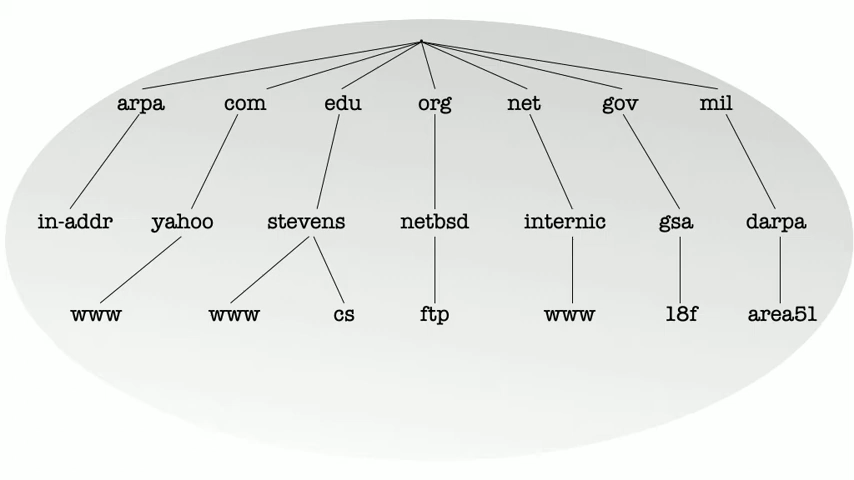 .
arpa com edu org net gov mil
in-addr yahoo stevens netbsd internic gsa darpa
www www cs ftp www 18f area51